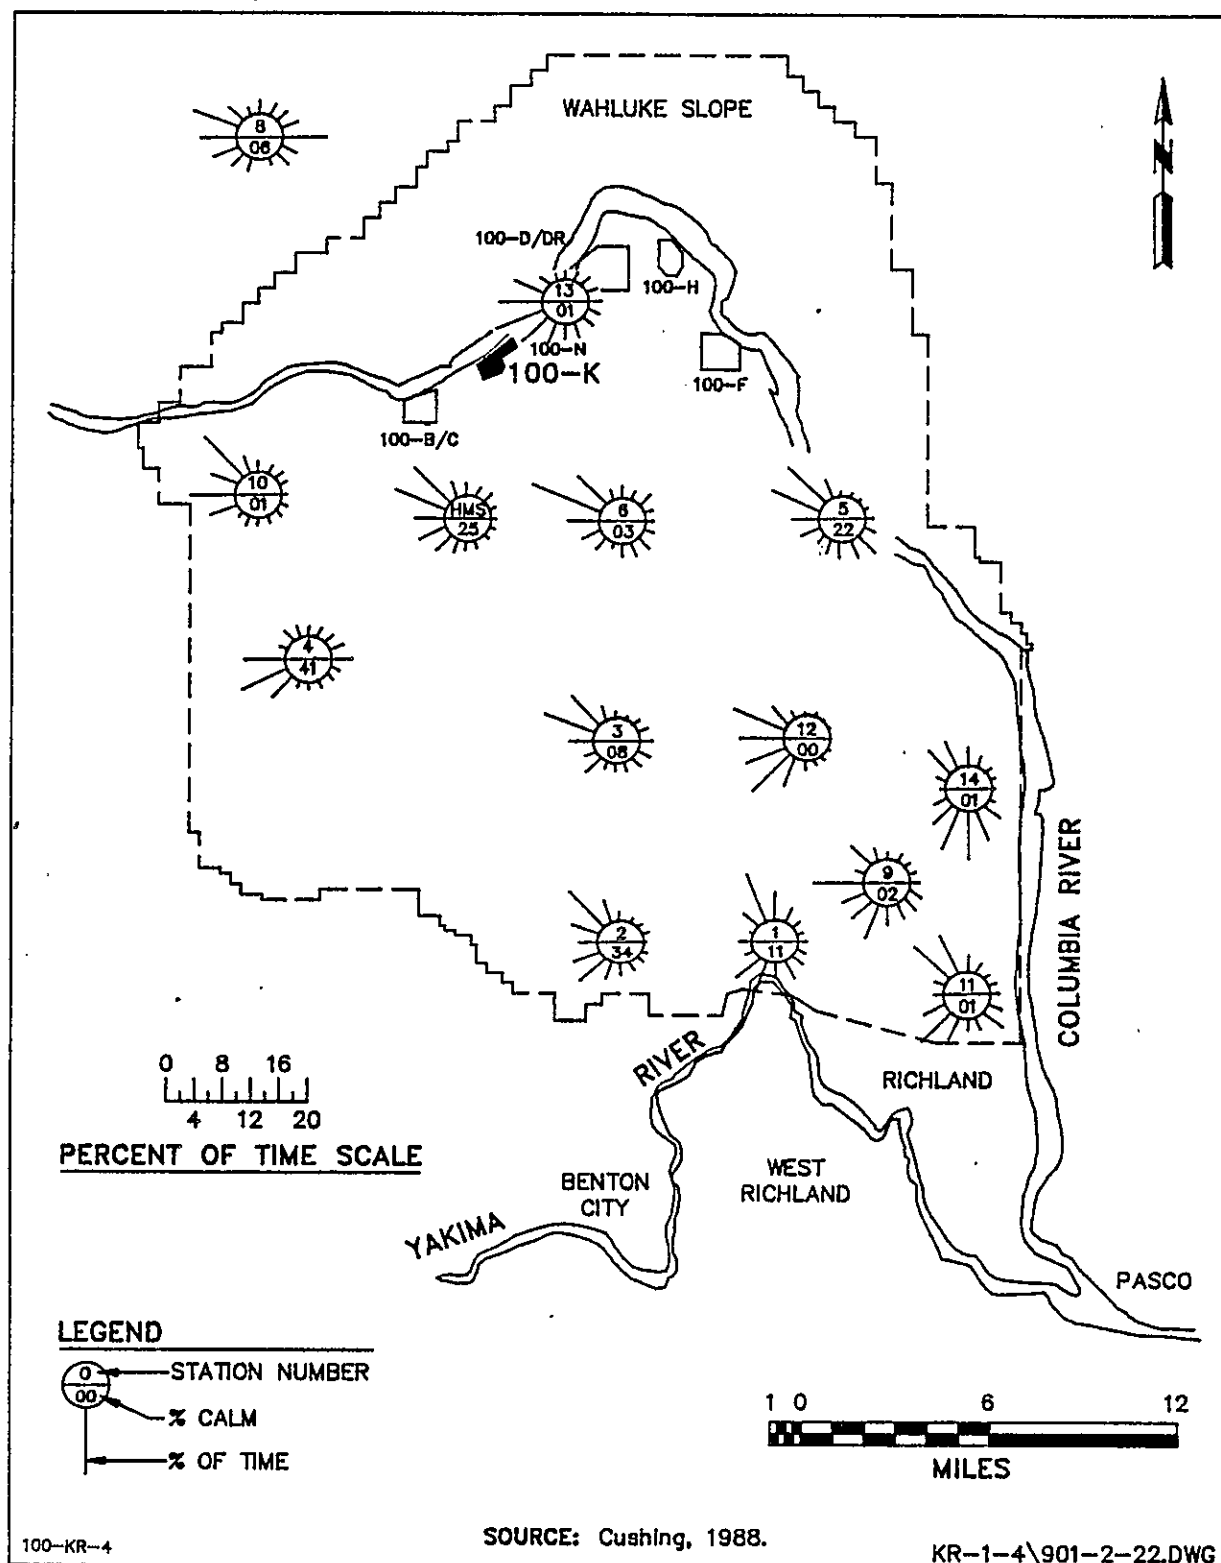 WAHLUKE SLOPE
N
8
06
100-D/DR
100-H
13
01
100-N
100-K
100-F
100-B/C
10
01
HMS
25
6
03
5
22
4
41
3
08
12
00
14
01
9
02
2
34
1
11
11
01
COLUMBIA RIVER
0 8 16
4 12 20
PERCENT OF TIME SCALE
RIVER
RICHLAND
BENTON
CITY
WEST
RICHLAND
YAKIMA
PASCO
LEGEND
0
00
STATION NUMBER
% CALM
% OF TIME
1 0 6 12
MILES
100-KR-4
SOURCE: Cushing, 1988.
KR-1-4\901-2-22.DWG